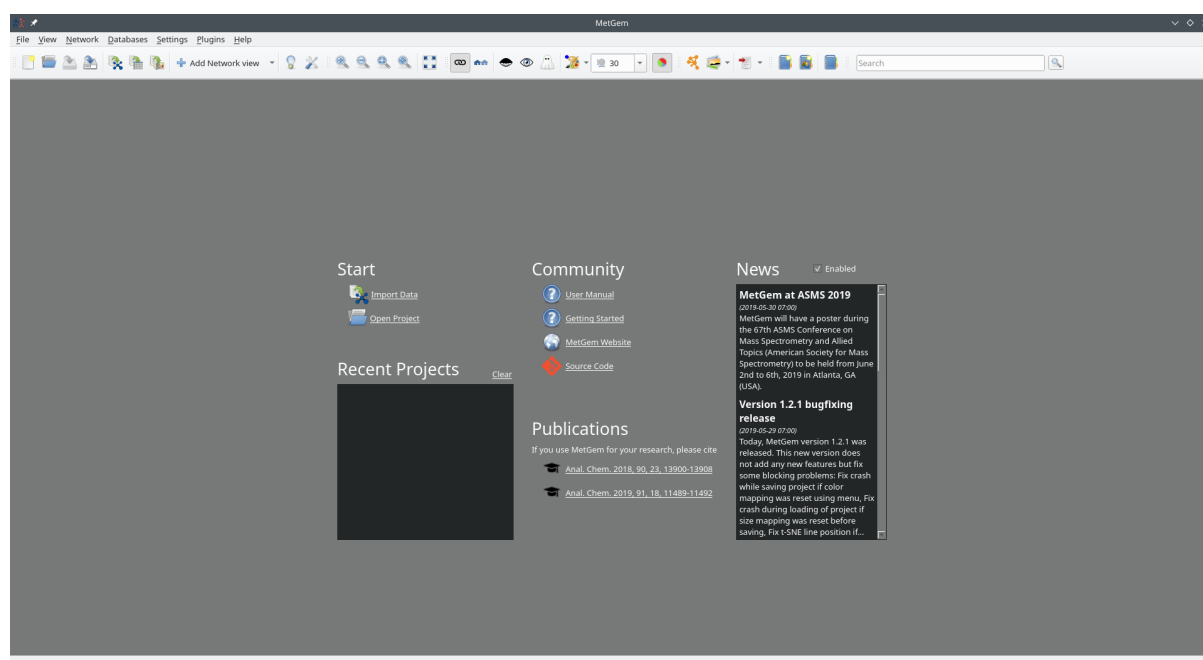 MetGem
File View Network Databases Settings Plugins Help
Add Network view
30
Search
Start
Import Data
Open Project
Recent Projects
Clear
Community
User Manual
Getting Started
MetGem Website
Source Code
Publications
If you use MetGem for your research, please cite
Anal. Chem. 2018, 90, 23, 13900-13908
Anal. Chem. 2019, 91, 18, 11489-11492
News
Enabled
MetGem at ASMS 2019
(2019-05-30 07:00)
MetGem will have a poster during
the 67th ASMS Conference on
Mass Spectrometry and Allied
Topics (American Society for Mass
Spectrometry) to be held from June
2nd to 6th, 2019 in Atlanta, GA
(USA).
Version 1.2.1 bugfixing
release
(2019-05-29 07:00)
Today, MetGem version 1.2.1 was
released. This new version does
not add any new features but fix
some blocking problems: Fix crash
while saving project if color
mapping was reset using menu, Fix
crash during loading of project if
size mapping was reset before
saving, Fix t-SNE line position if...